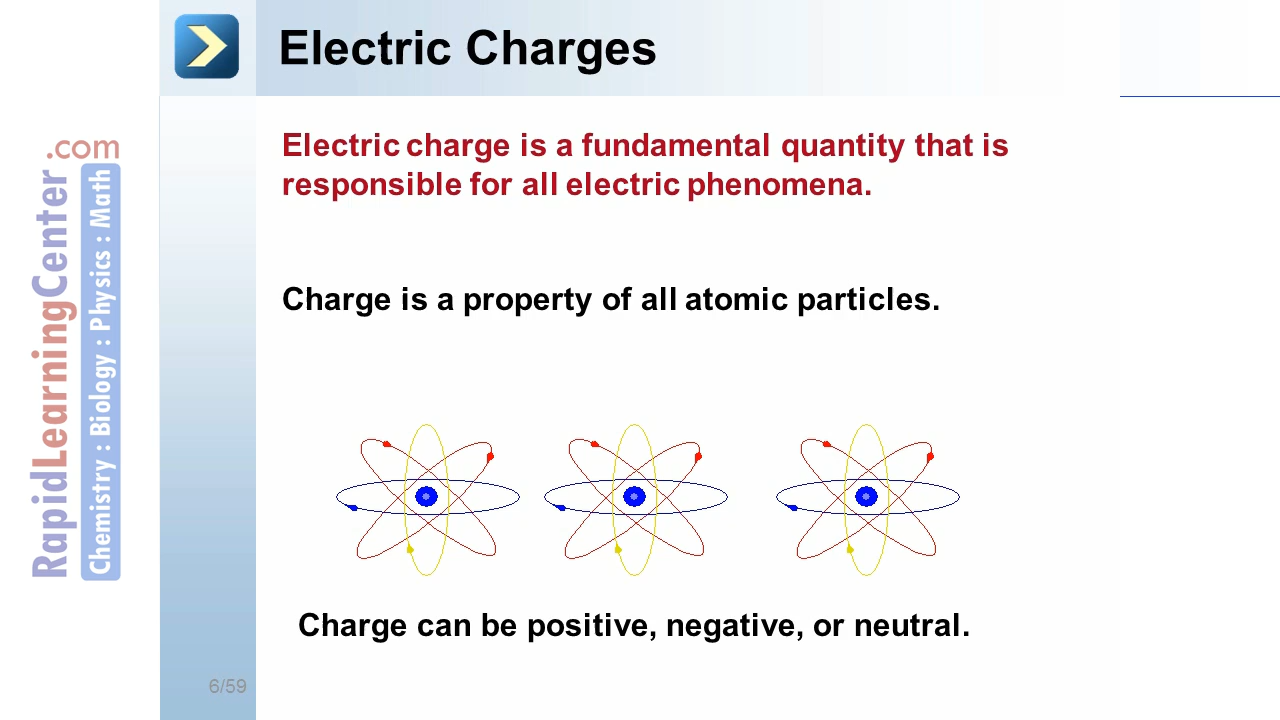 Electric Charges
Electric charge is a fundamental quantity that is
responsible for all electric phenomena.
Charge is a property of all atomic particles.
Charge can be positive, negative, or neutral.
6/59
RapidLearningCenter.com
Chemistry : Biology : Physics : Math